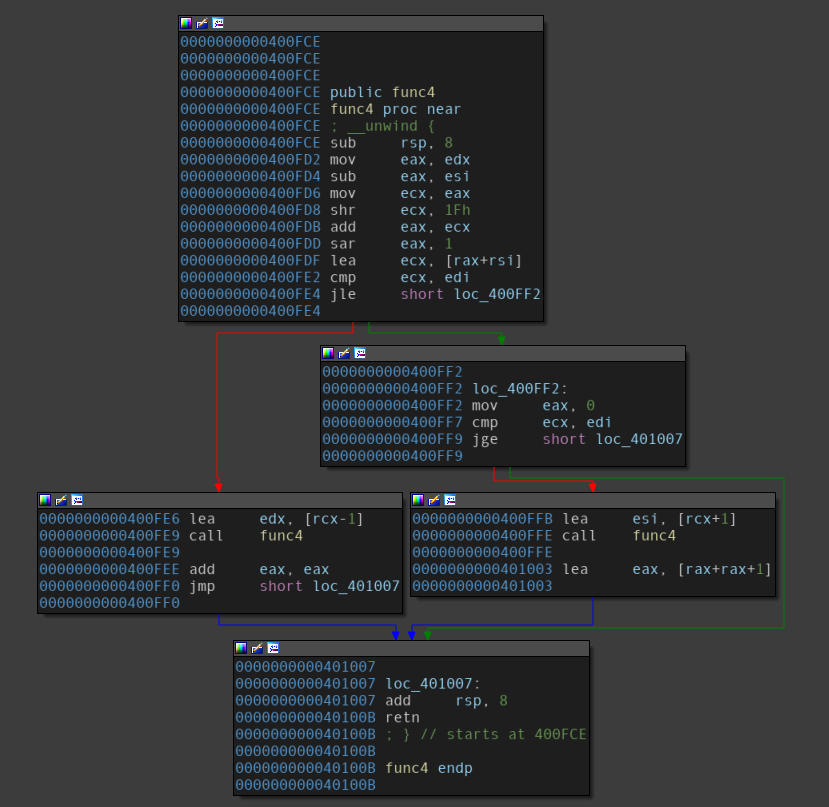 0000000000400FCE
0000000000400FCE
0000000000400FCE
0000000000400FCE public func4
0000000000400FCE func4 proc near
0000000000400FCE ; __unwind {
0000000000400FCE sub     rsp, 8
0000000000400FD2 mov     eax, edx
0000000000400FD4 sub     eax, esi
0000000000400FD6 mov     ecx, eax
0000000000400FD8 shr     ecx, 1Fh
0000000000400FDB add     eax, ecx
0000000000400FDD sar     eax, 1
0000000000400FDF lea     ecx, [rax+rsi]
0000000000400FE2 cmp     ecx, edi
0000000000400FE4 jle     short loc_400FF2
0000000000400FE4
0000000000400FF2
0000000000400FF2 loc_400FF2:
0000000000400FF2 mov     eax, 0
0000000000400FF7 cmp     ecx, edi
0000000000400FF9 jge     short loc_401007
0000000000400FF9
0000000000400FE6 lea     edx, [rcx-1]
0000000000400FE9 call    func4
0000000000400FE9
0000000000400FEE add     eax, eax
0000000000400FF0 jmp     short loc_401007
0000000000400FF0
0000000000400FFB lea     esi, [rcx+1]
0000000000400FFE call    func4
0000000000400FFE
0000000000401003 lea     eax, [rax+rax+1]
0000000000401003
0000000000401007
0000000000401007 loc_401007:
0000000000401007 add     rsp, 8
000000000040100B retn
000000000040100B ; } // starts at 400FCE
000000000040100B
000000000040100B func4 endp
000000000040100B